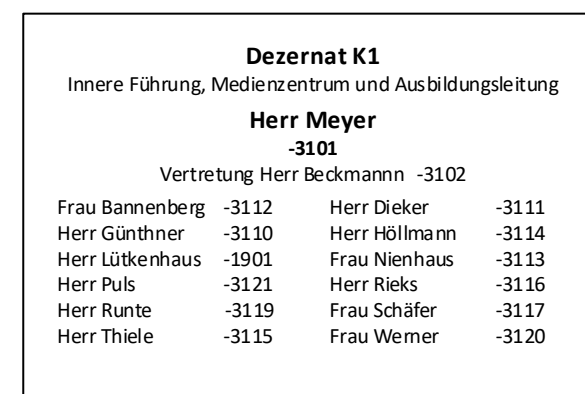 Dezernat K1
Innere Führung, Medienzentrum und Ausbildungsleitung
Herr Meyer
-3101
Vertretung Herr Beckmannn -3102
Frau Bannenberg -3112 Herr Dieker -3111
Herr Günthner -3110 Herr Höllmann -3114
Herr Lütkenhaus -1901 Frau Nienhaus -3113
Herr Puls -3121 Herr Rieks -3116
Herr Runte -3119 Frau Schäfer -3117
Herr Thiele -3115 Frau Werner -3120